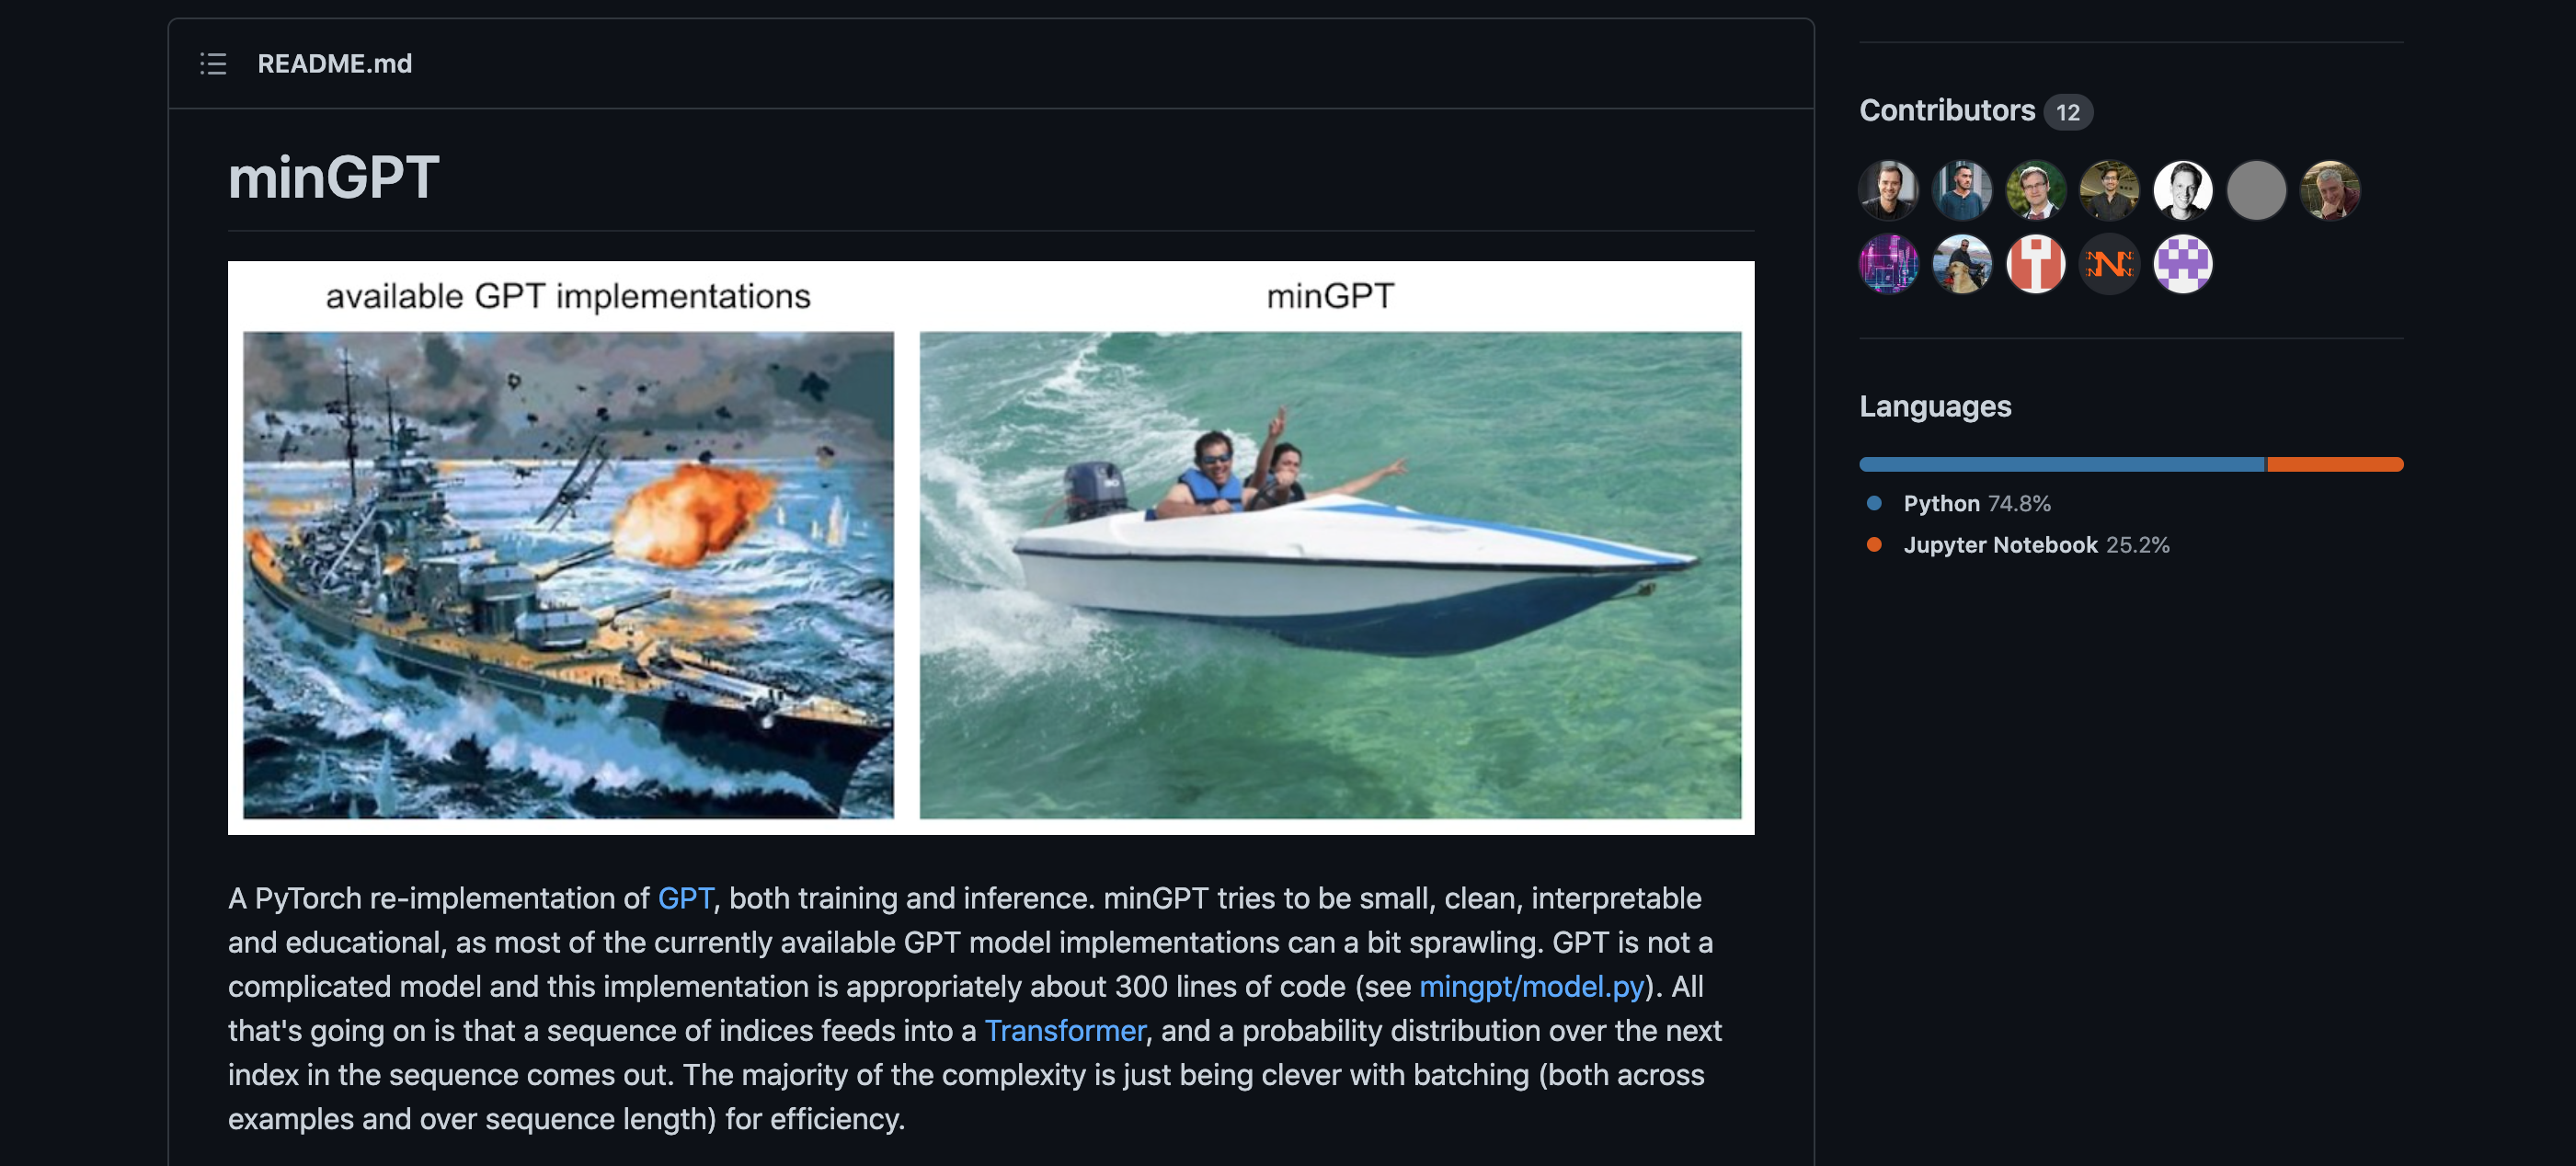 README.md
minGPT
available GPT implementations
minGPT
A PyTorch re-implementation of GPT, both training and inference. minGPT tries to be small, clean, interpretable
and educational, as most of the currently available GPT model implementations can a bit sprawling. GPT is not a
complicated model and this implementation is appropriately about 300 lines of code (see mingpt/model.py). All
that's going on is that a sequence of indices feeds into a Transformer, and a probability distribution over the next
index in the sequence comes out. The majority of the complexity is just being clever with batching (both across
examples and over sequence length) for efficiency.
Contributors 12
N N N
N N
Languages
Python 74.8%
Jupyter Notebook 25.2%